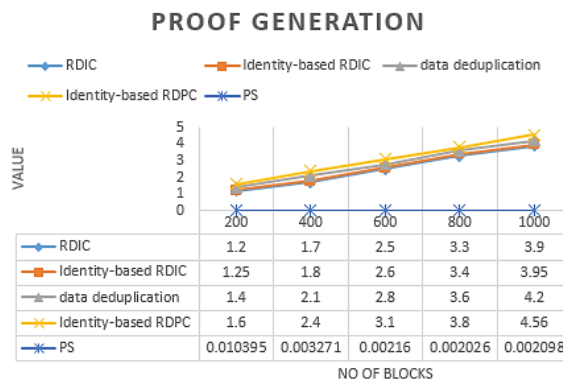 PROOF GENERATION
RDIC Identity-based RDIC data deduplication
Identity-based RDPC PS
VALUE
5
4
3
2
1
0
200 400 600 800 1000
RDIC 1.2 1.7 2.5 3.3 3.9
Identity-based RDIC 1.25 1.8 2.6 3.4 3.95
data deduplication 1.4 2.1 2.8 3.6 4.2
Identity-based RDPC 1.6 2.4 3.1 3.8 4.56
PS 0.010395 0.003271 0.00216 0.002026 0.002098
NO OF BLOCKS